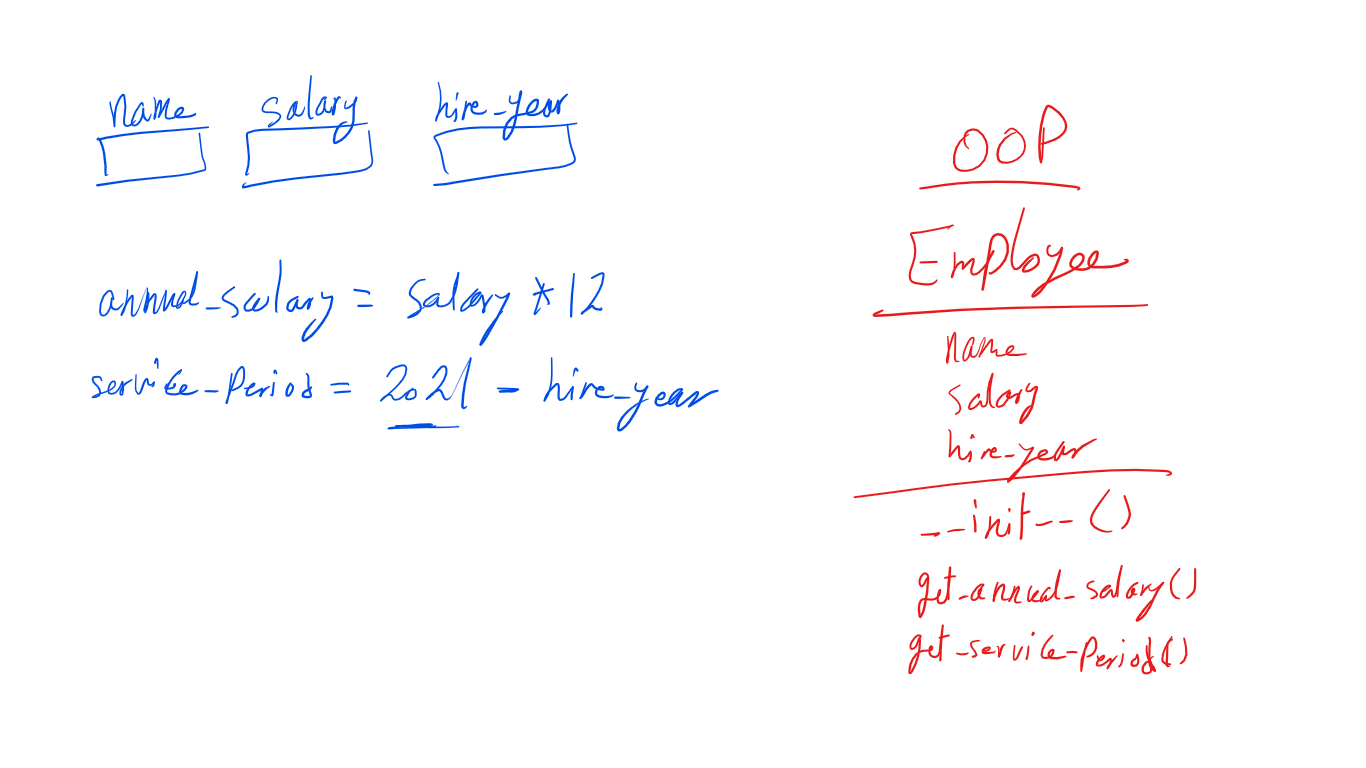 name salary hire_year
annual_salary = salary * 12
service_Period = 2021 - hire_year
OOP
Employee
name
salary
hire_year
__init__()
get_annual_salary()
get_service_Period()